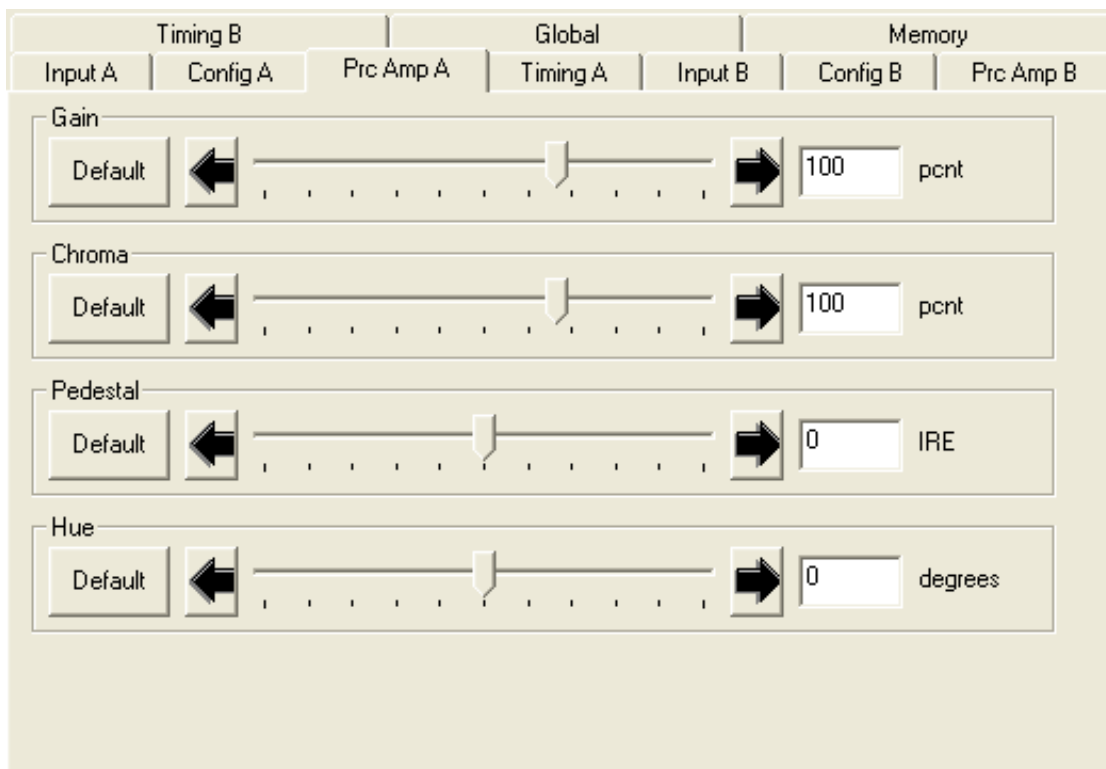 Timing B Global Memory
Input A Config A Prc Amp A Timing A Input B Config B Prc Amp B
Gain
Default 100 pcnt
Chroma
Default 100 pcnt
Pedestal
Default 0 IRE
Hue
Default 0 degrees